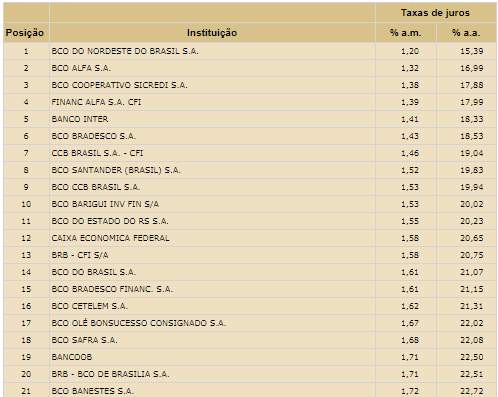 Taxas de juros
Posição Instituição % a.m. % a.a.
1 BCO DO NORDESTE DO BRASIL S.A. 1,20 15,39
2 BCO ALFA S.A. 1,32 16,99
3 BCO COOPERATIVO SICREDI S.A. 1,38 17,88
4 FINANC ALFA S.A. CFI 1,39 17,99
5 BANCO INTER 1,41 18,33
6 BCO BRADESCO S.A. 1,43 18,53
7 CCB BRASIL S.A. - CFI 1,46 19,04
8 BCO SANTANDER (BRASIL) S.A. 1,52 19,83
9 BCO CCB BRASIL S.A. 1,53 19,94
10 BCO BARIGUI INV FIN S/A 1,53 20,02
11 BCO DO ESTADO DO RS S.A. 1,55 20,23
12 CAIXA ECONOMICA FEDERAL 1,58 20,65
13 BRB - CFI S/A 1,58 20,75
14 BCO DO BRASIL S.A. 1,61 21,07
15 BCO BRADESCO FINANC. S.A. 1,61 21,15
16 BCO CETELEM S.A. 1,62 21,31
17 BCO OLÉ BONSUCESSO CONSIGNADO S.A. 1,67 22,02
18 BCO SAFRA S.A. 1,68 22,08
19 BANCOOB 1,71 22,50
20 BRB - BCO DE BRASILIA S.A. 1,71 22,51
21 BCO BANESTES S.A. 1,72 22,72